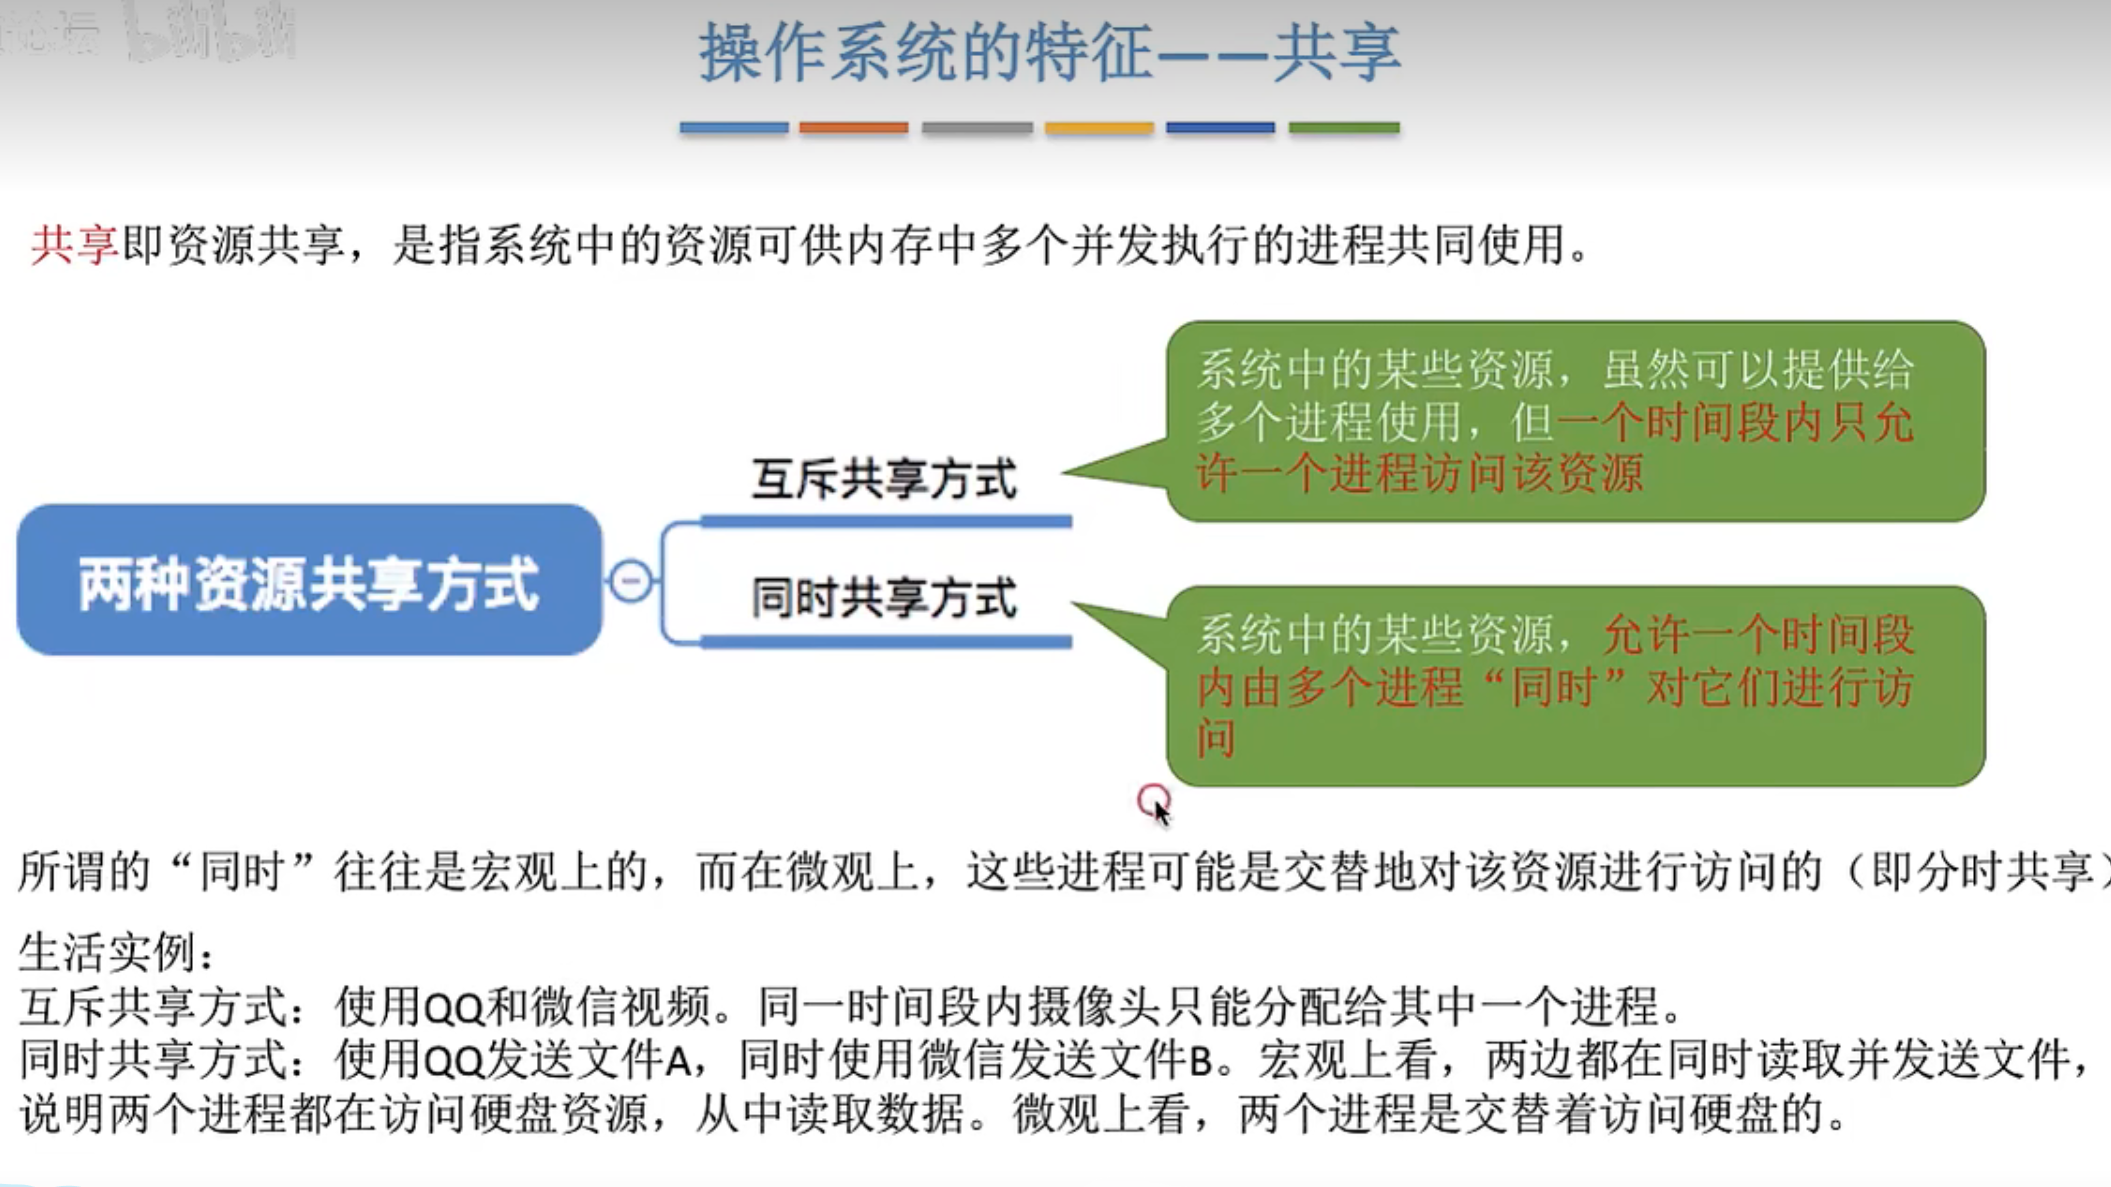 bilibili
操作系统的特征——共享
共享即资源共享，是指系统中的资源可供内存中多个并发执行的进程共同使用。
两种资源共享方式
互斥共享方式
系统中的某些资源，虽然可以提供给
多个进程使用，但一个时间段内只允
许一个进程访问该资源
同时共享方式
系统中的某些资源，允许一个时间段
内由多个进程“同时”对它们进行访
问
所谓的“同时”往往是宏观上的，而在微观上，这些进程可能是交替地对该资源进行访问的（即分时共享）
生活实例：
互斥共享方式：使用QQ和微信视频。同一时间段内摄像头只能分配给其中一个进程。
同时共享方式：使用QQ发送文件A，同时使用微信发送文件B。宏观上看，两边都在同时读取并发送文件，
说明两个进程都在访问硬盘资源，从中读取数据。微观上看，两个进程是交替着访问硬盘的。